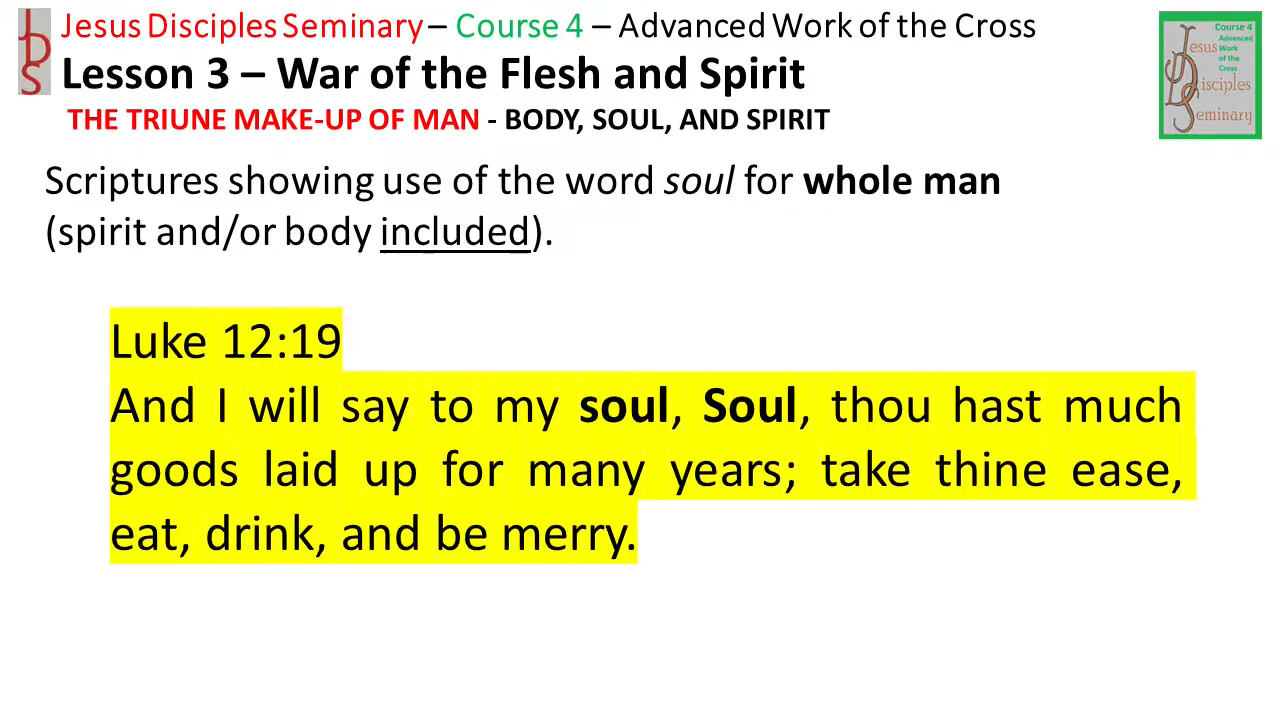 JDS
Jesus Disciples Seminary – Course 4 – Advanced Work of the Cross
Lesson 3 – War of the Flesh and Spirit
THE TRIUNE MAKE-UP OF MAN - BODY, SOUL, AND SPIRIT
Course 4
Advanced
Work
of the
Cross
Jesus
Disciples
Seminary
Scriptures showing use of the word soul for whole man
(spirit and/or body included).
Luke 12:19
And I will say to my soul, Soul, thou hast much
goods laid up for many years; take thine ease,
eat, drink, and be merry.